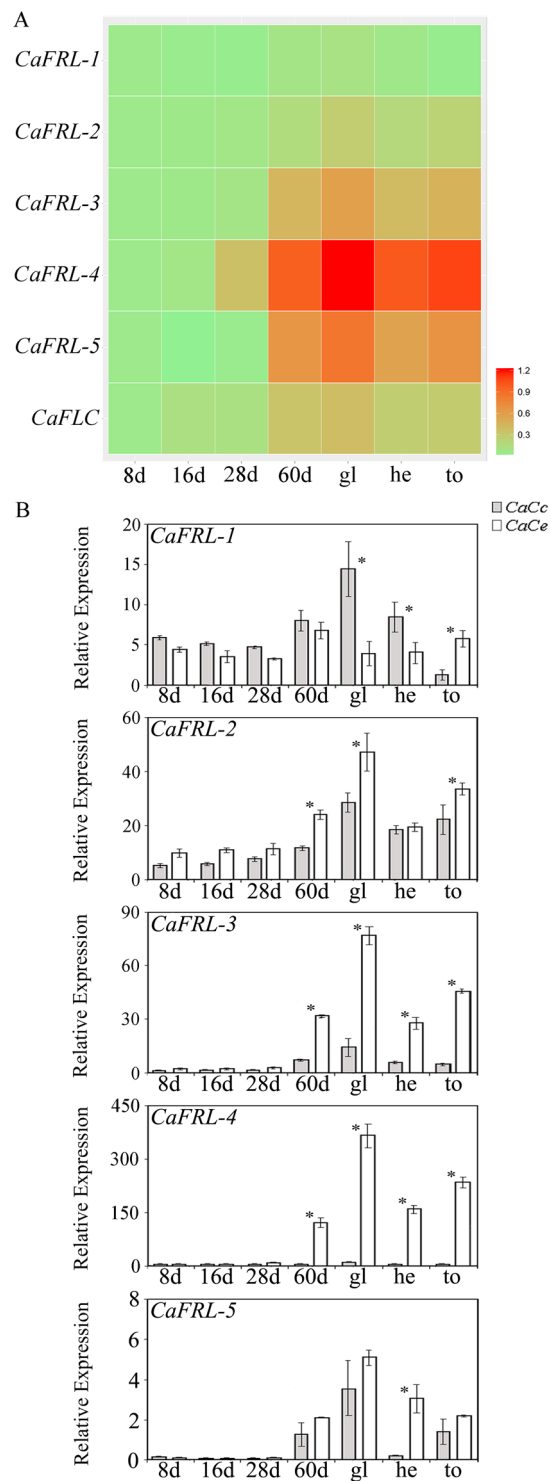 A
CaFRL-1
CaFRL-2
CaFRL-3
CaFRL-4
CaFRL-5
CaFLC
8d 16d 28d 60d gl he to
1.2
0.9
0.6
0.3
B
CaCc
CaCe
CaFRL-1
Relative Expression
20
15
10
5
0
* * *
8d 16d 28d 60d gl he to
CaFRL-2
Relative Expression
60
40
20
0
* * *
8d 16d 28d 60d gl he to
CaFRL-3
Relative Expression
90
60
30
0
* * * *
8d 16d 28d 60d gl he to
CaFRL-4
Relative Expression
450
300
150
0
* * * *
8d 16d 28d 60d gl he to
CaFRL-5
Relative Expression
8
6
4
2
0
*
8d 16d 28d 60d gl he to